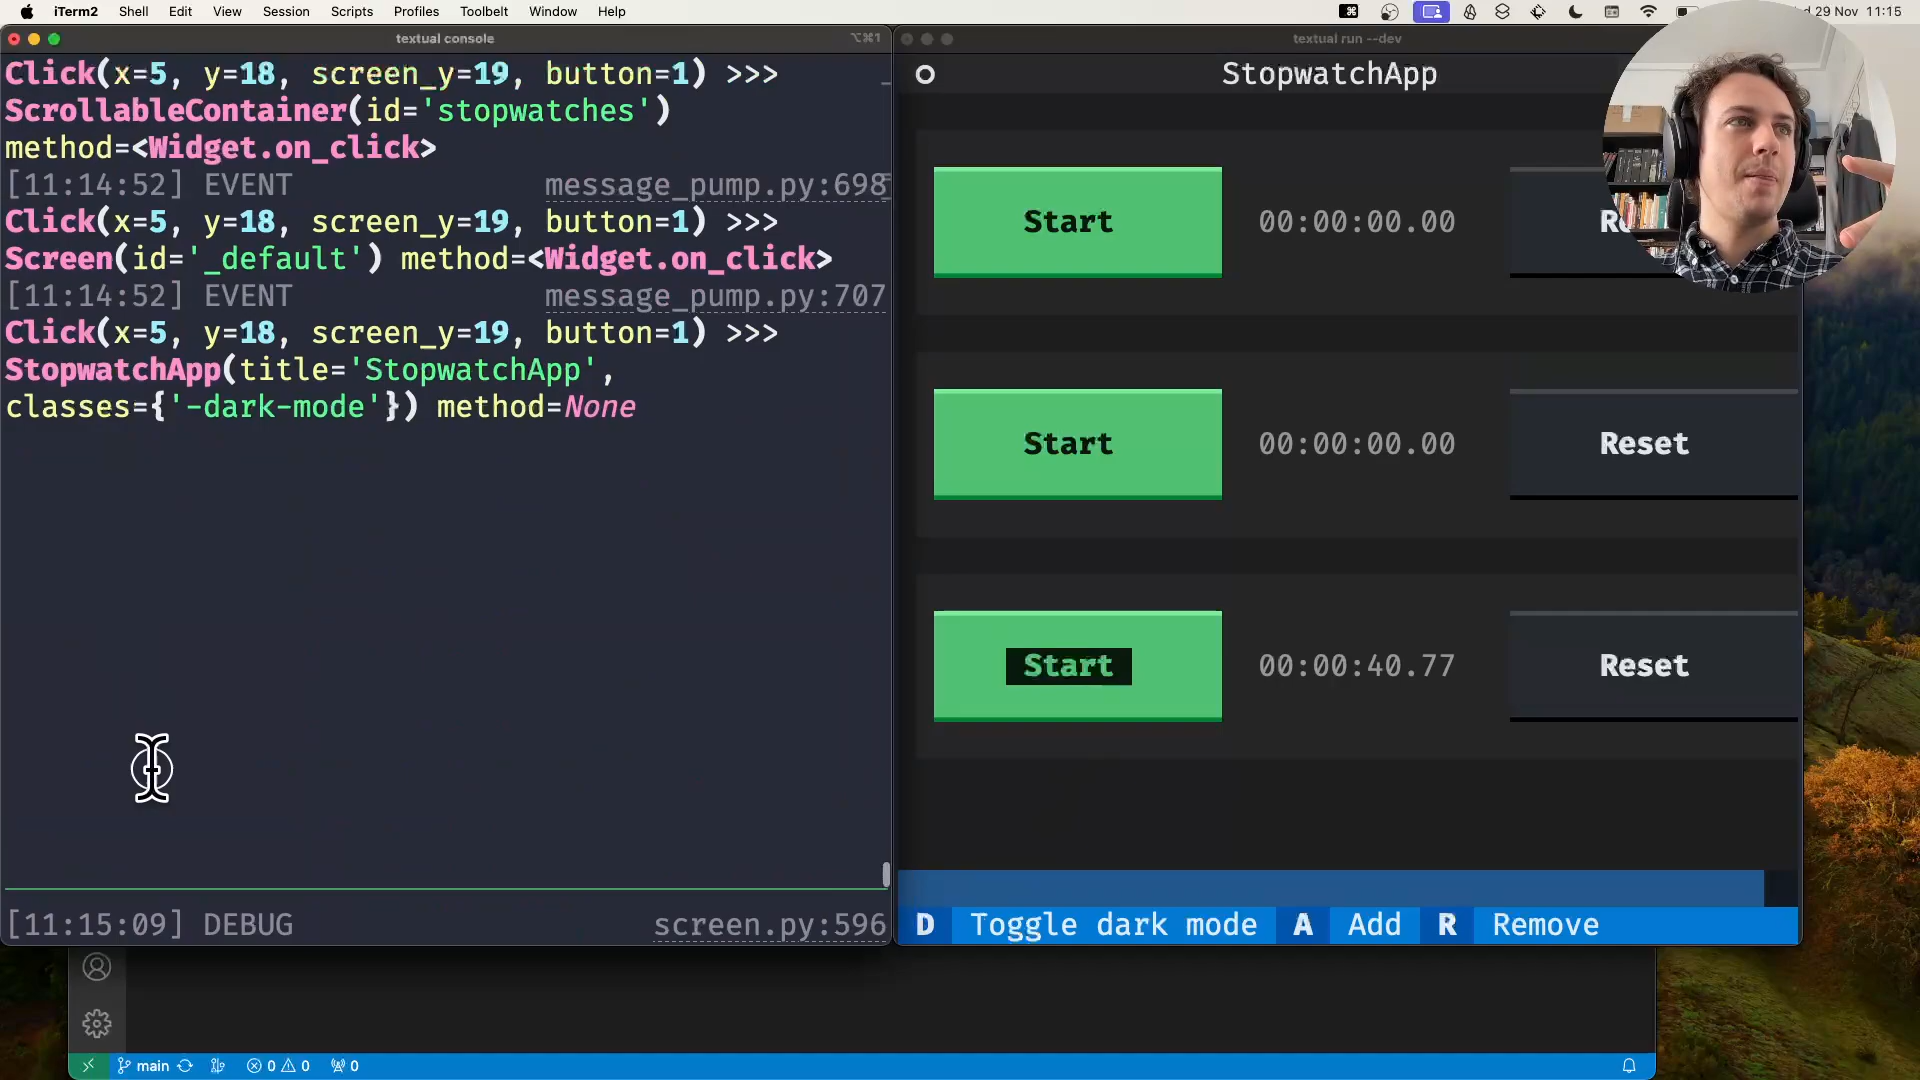 iTerm2 Shell Edit View Session Scripts Profiles Toolbelt Window Help
29 Nov 11:15
textual console
⌥⌘1
Click(x=5, y=18, screen_y=19, button=1) >>>
ScrollableContainer(id='stopwatches')
method=<Widget.on_click>
[11:14:52] EVENT message_pump.py:698
Click(x=5, y=18, screen_y=19, button=1) >>>
Screen(id='_default') method=<Widget.on_click>
[11:14:52] EVENT message_pump.py:707
Click(x=5, y=18, screen_y=19, button=1) >>>
StopwatchApp(title='StopwatchApp',
classes={'-dark-mode'}) method=None
[11:15:09] DEBUG screen.py:596
textual run --dev
StopwatchApp
Start 00:00:00.00
Start 00:00:00.00 Reset
Start 00:00:40.77 Reset
D Toggle dark mode A Add R Remove
main 0 0 0